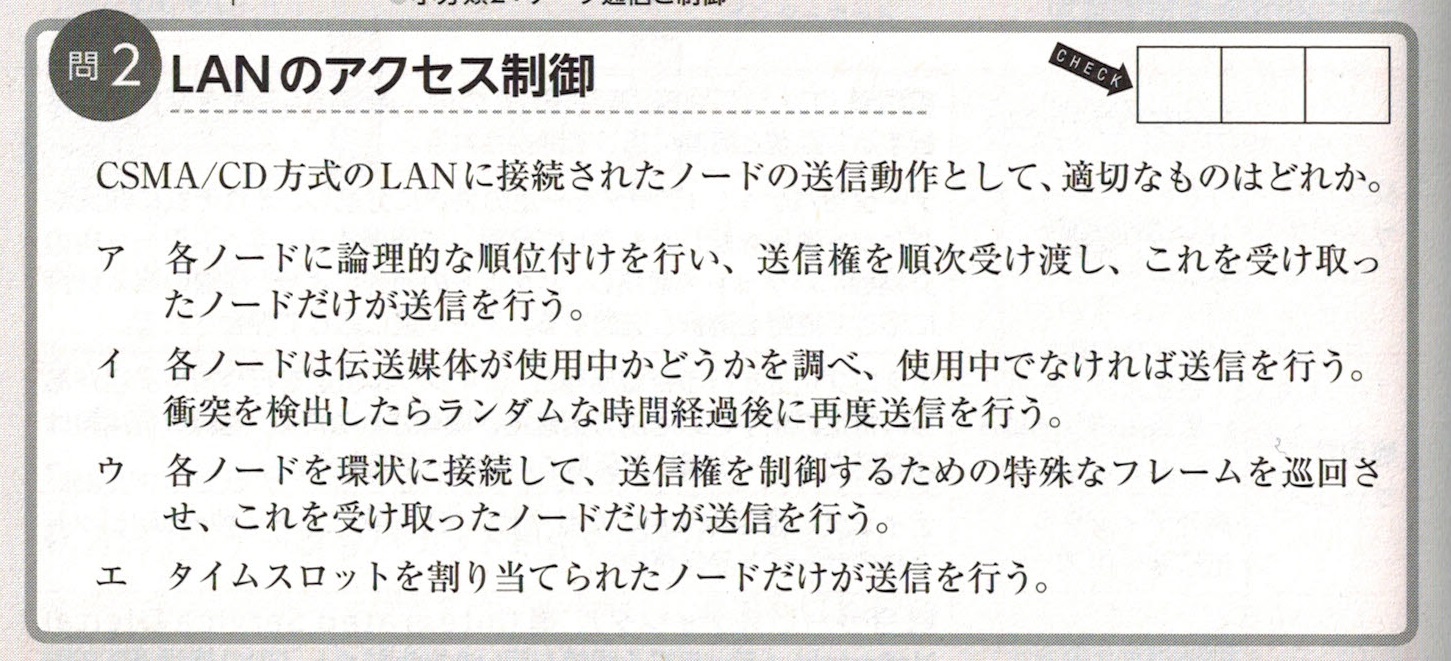 問2 LANのアクセス制御
CHECK
CSMA/CD方式のLANに接続されたノードの送信動作として、適切なものはどれか。
ア 各ノードに論理的な順位付けを行い、送信権を順次受け渡し、これを受け取っ
たノードだけが送信を行う。
イ 各ノードは伝送媒体が使用中かどうかを調べ、使用中でなければ送信を行う。
衝突を検出したらランダムな時間経過後に再度送信を行う。
ウ 各ノードを環状に接続して、送信権を制御するための特殊なフレームを巡回さ
せ、これを受け取ったノードだけが送信を行う。
エ タイムスロットを割り当てられたノードだけが送信を行う。